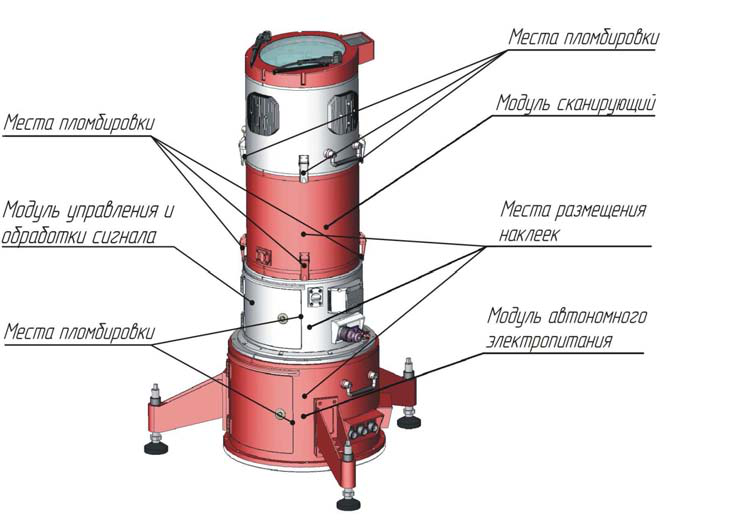 Места пломбировки
Модуль сканирующий
Места пломбировки
Модуль управления и
обработки сигнала
Места размещения
наклеек
Места пломбировки
Модуль автономного
электропитания